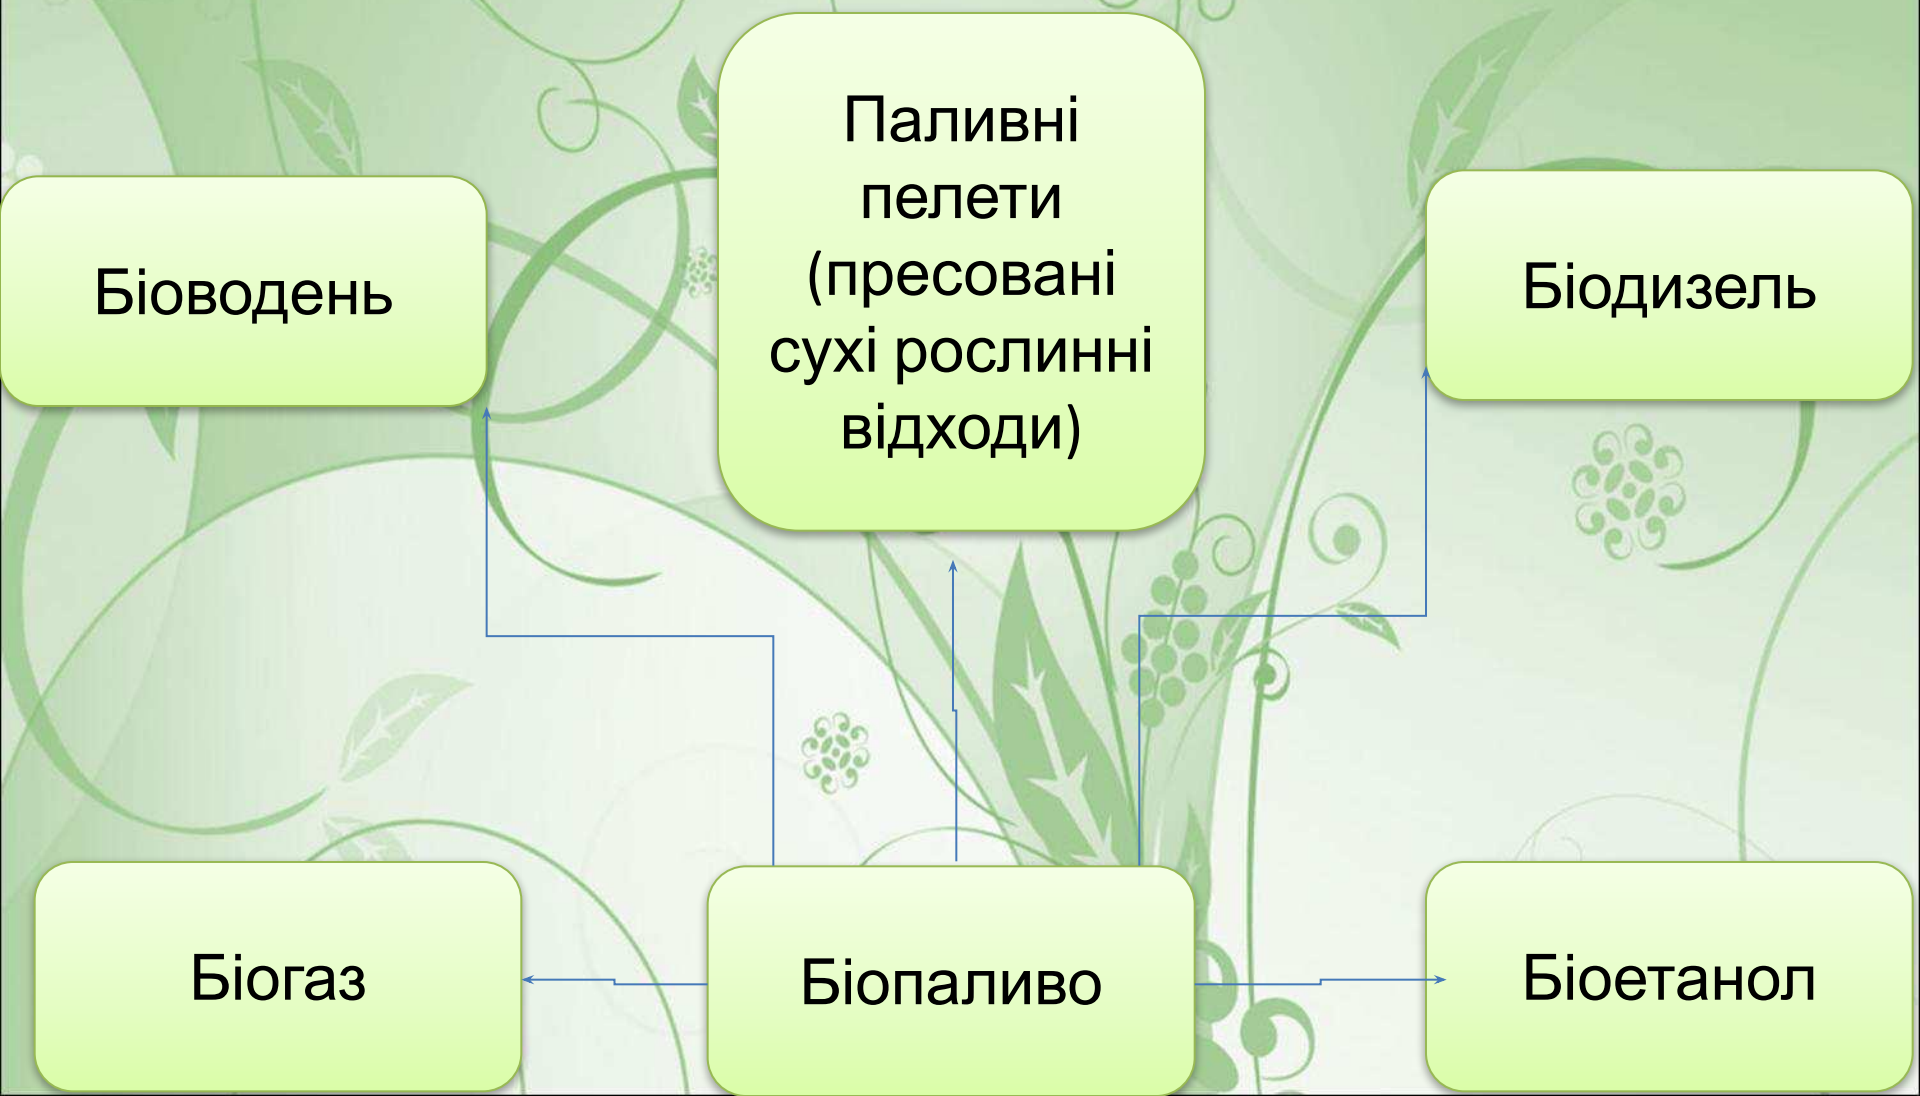 Паливні
пелети
(пресовані
сухі рослинні
відходи)
Біоводень
Біодизель
Біогаз
Біопаливо
Біоетанол